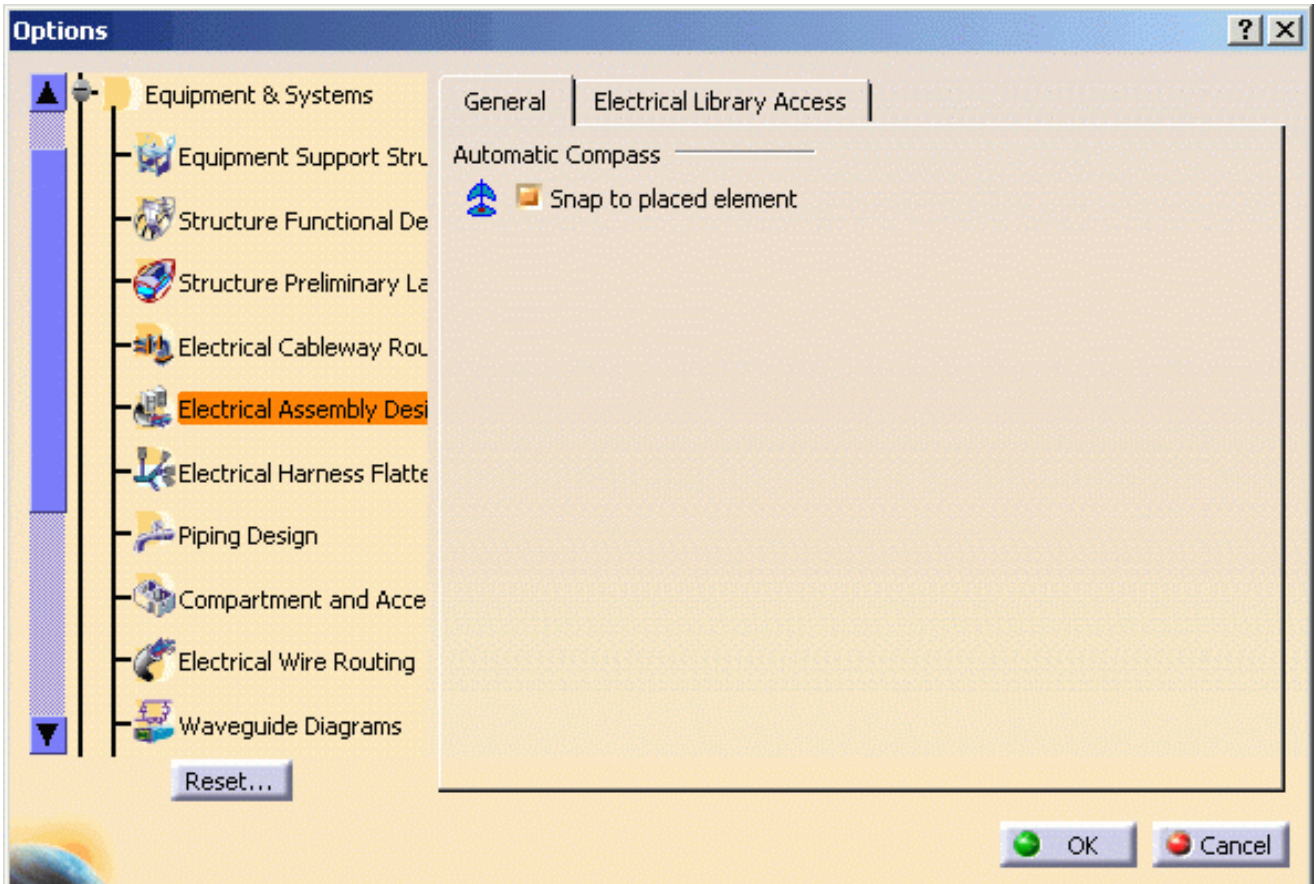 Options
Equipment & Systems
Equipment Support Stru
Structure Functional De
Structure Preliminary La
Electrical Cableway Rou
Electrical Assembly Desi
Electrical Harness Flatte
Piping Design
Compartment and Acce
Electrical Wire Routing
Waveguide Diagrams
Reset...
General
Electrical Library Access
Automatic Compass
Snap to placed element
OK
Cancel